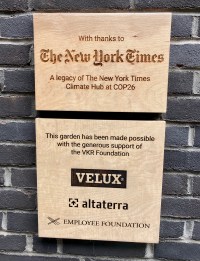 With thanks to
The New York Times
A legacy of The New York Times
Climate Hub at COP26
This garden has been made possible
with the generous support of
the VKR Foundation
VELUX
altaterra
EMPLOYEE FOUNDATION